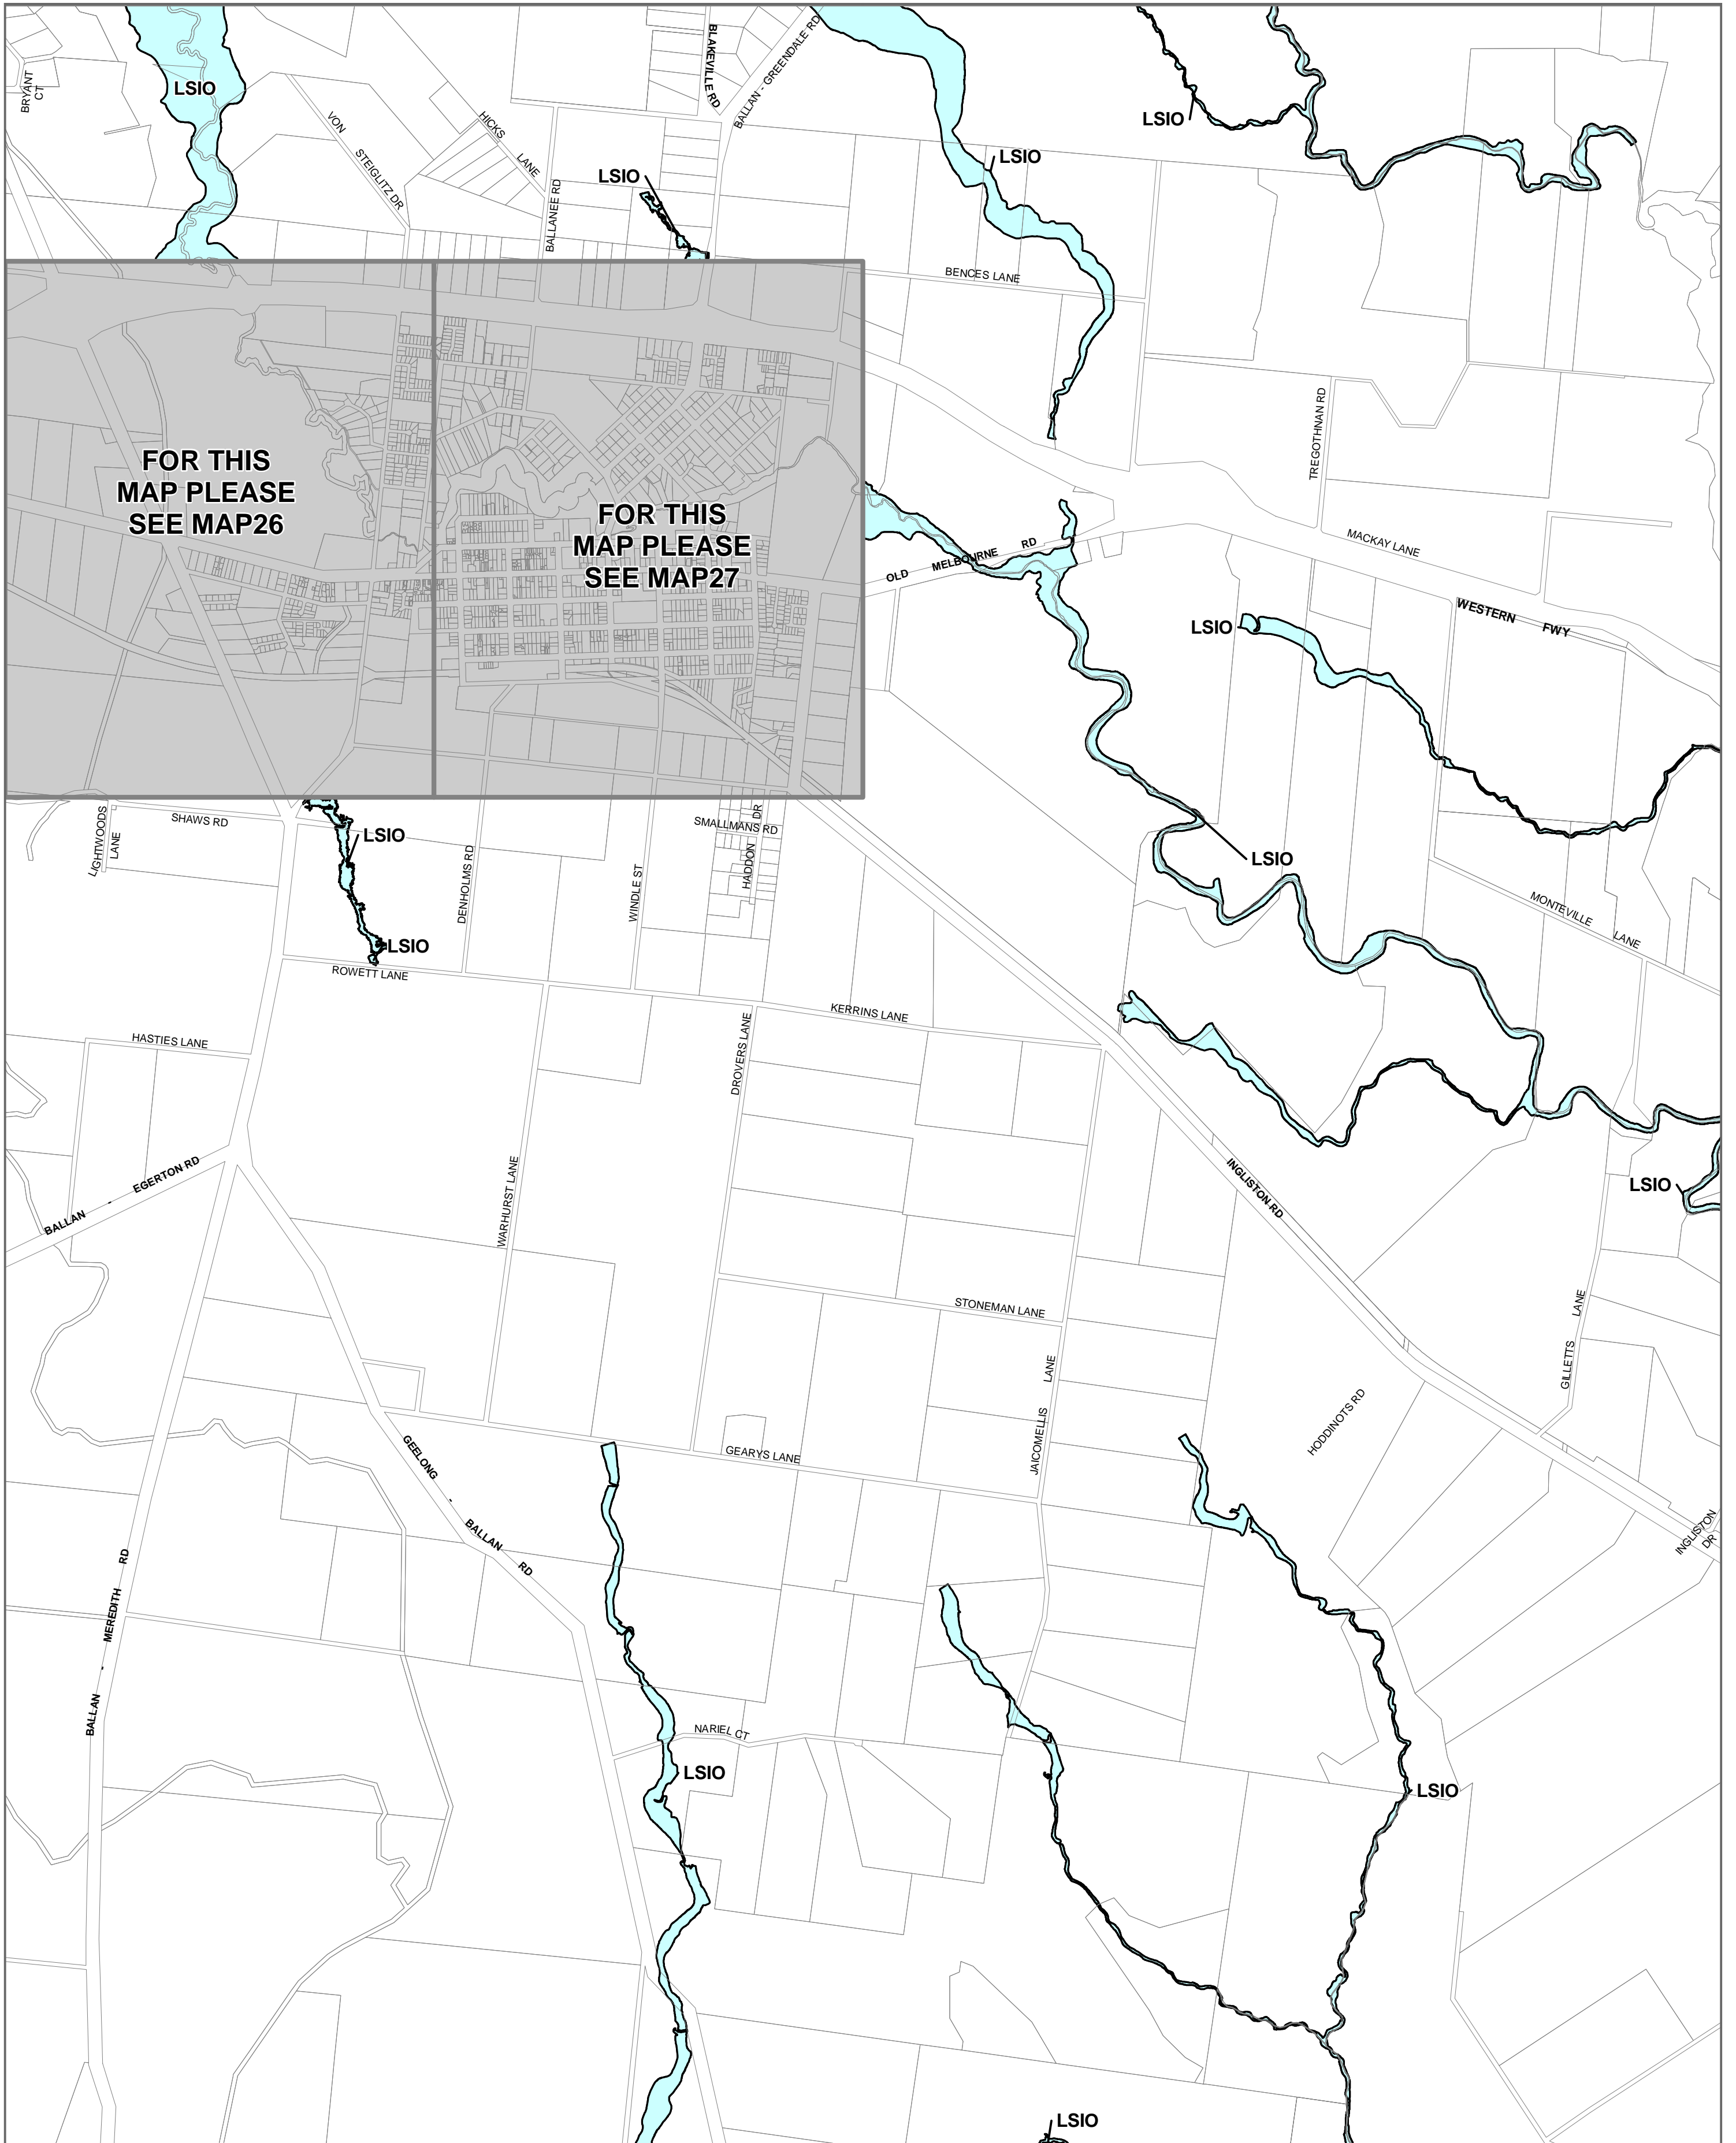 BRYANT
CT
LSIO
VON
STEIGLITZ DR
HICKS
LANE
BALLANEE RD
BLAKEVILLE RD
BALLAN - GREENDALE RD
LSIO
LSIO
LSIO
BENCES LANE
FOR THIS
MAP PLEASE
SEE MAP26
FOR THIS
MAP PLEASE
SEE MAP27
OLD MELBOURNE RD
TREGOTHNAN RD
MACKAY LANE
WESTERN FWY
LSIO
SHAWS RD
LIGHTWOODS
LANE
LSIO
LSIO
ROWETT LANE
DENHOLMS RD
WINDLE ST
SMALLMANS RD
HADDON DR
LSIO
MONTEVILLE LANE
HASTIES LANE
KERRINS LANE
DROVERS LANE
WARHURST LANE
BALLAN - EGERTON RD
INGLISTON RD
LSIO
STONEMAN LANE
JAICOMELLIS LANE
GILLETTS LANE
HODDINOTS RD
GEARYS LANE
GEELONG - BALLAN RD
INGLISTON
DR
BALLAN - MEREDITH RD
NARIEL CT
LSIO
LSIO
LSIO